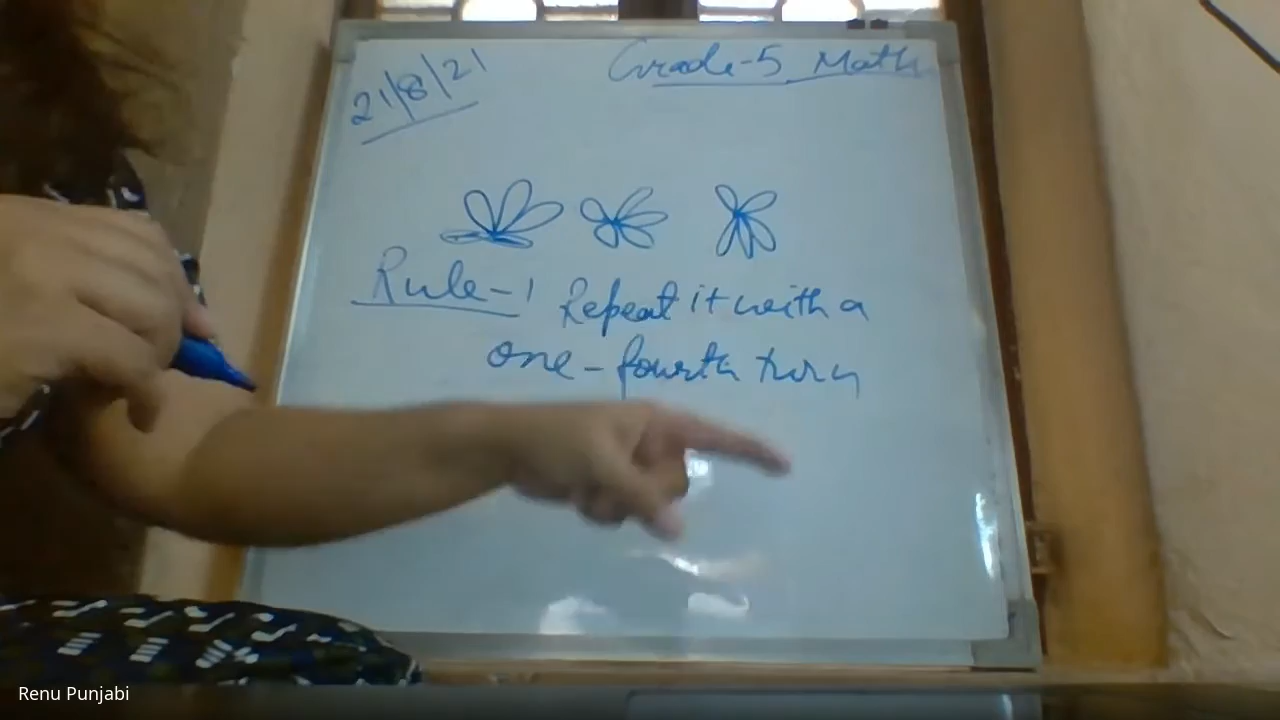 21/8/21
Grade-5 Math
Rule-1 Repeat it with a
one-fourth turn
Renu Punjabi